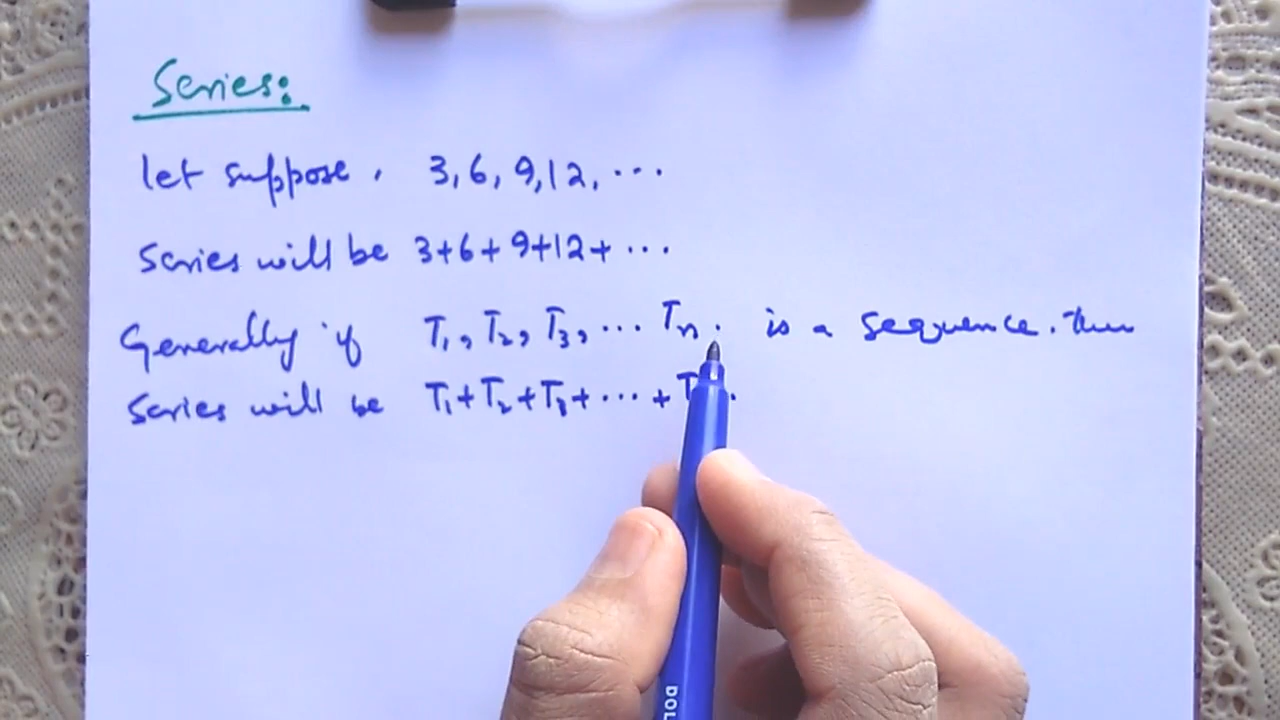 Series:
let suppose, 3,6,9,12, ...
Series will be 3+6+9+12+ ...
Generally if T₁, T₂, T₃, ... Tₙ. is a sequence. then
Series will be T₁+T₂+T₃+ ... + T
DOL